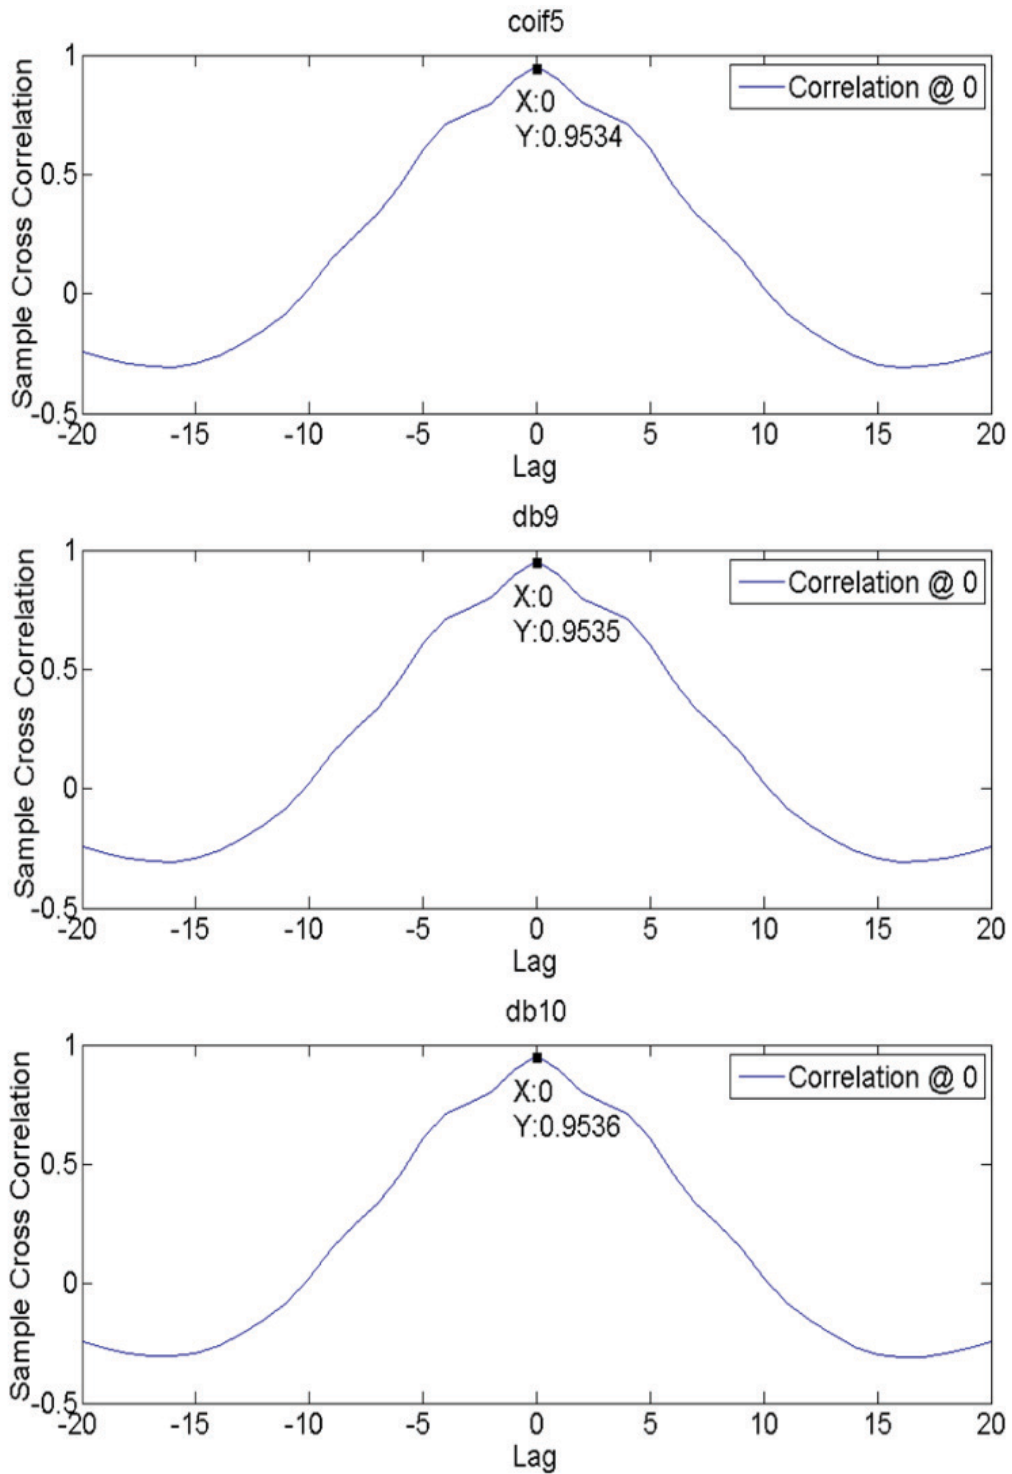 coif5
Sample Cross Correlation
1
0.5
0
-0.5
Correlation @ 0
X:0
Y:0.9534
-20 -15 -10 -5 0 5 10 15 20
Lag
db9
Sample Cross Correlation
1
0.5
0
-0.5
Correlation @ 0
X:0
Y:0.9535
-20 -15 -10 -5 0 5 10 15 20
Lag
db10
Sample Cross Correlation
1
0.5
0
-0.5
Correlation @ 0
X:0
Y:0.9536
-20 -15 -10 -5 0 5 10 15 20
Lag